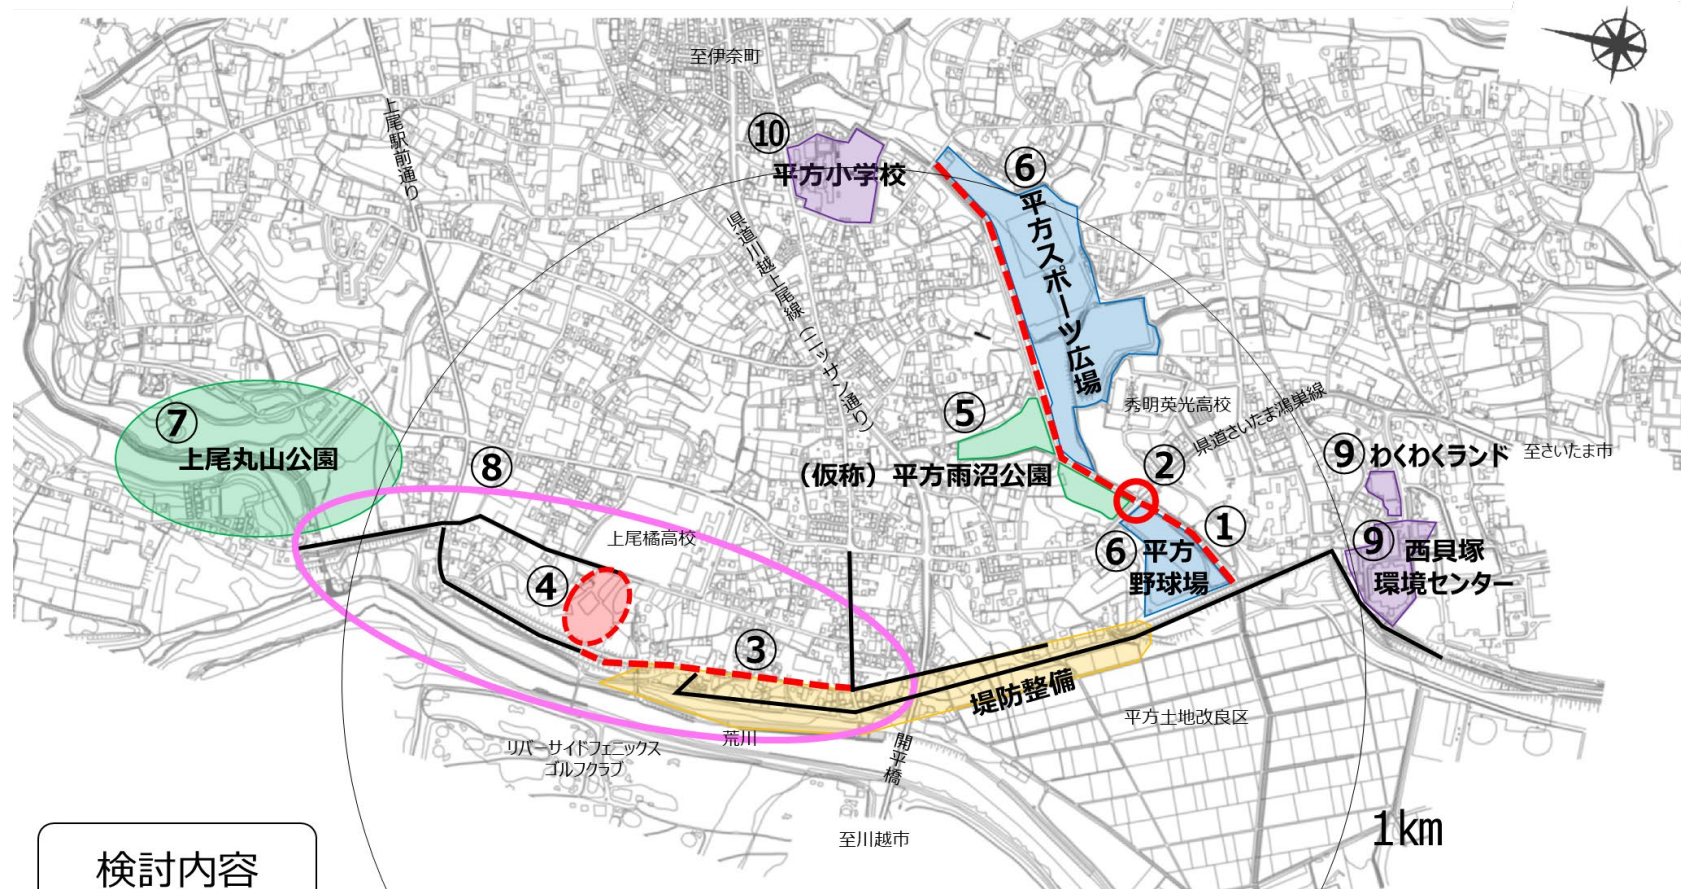 至伊奈町
上尾駅前通り
⑩
平方小学校
⑥
平方スポーツ広場
県道川越上尾線(ニッサン通り)
⑤
秀明英光高校
県道さいたま鴻巣線
⑦
上尾丸山公園
⑧
(仮称)平方雨沼公園
②
⑨わくわくランド
至さいたま市
上尾橘高校
①
⑥平方
野球場
⑨西貝塚
環境センター
④
③
堤防整備
平方土地改良区
荒川
リバーサイドフェニックス
ゴルフクラブ
開平橋
至川越市
1km
検討内容